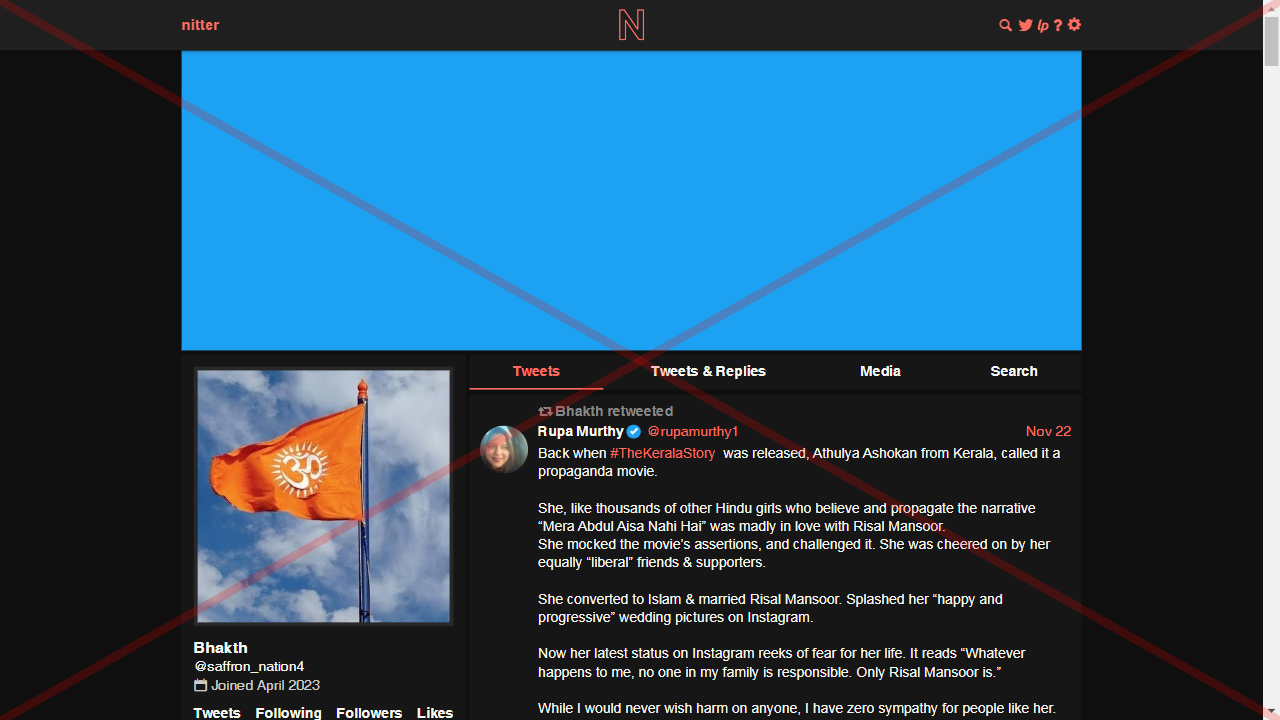 nitter
N
lp ?
Tweets Tweets & Replies Media Search
Bhakth retweeted
Rupa Murthy @rupamurthy1 Nov 22
Back when #TheKeralaStory was released, Athulya Ashokan from Kerala, called it a
propaganda movie.
She, like thousands of other Hindu girls who believe and propagate the narrative
“Mera Abdul Aisa Nahi Hai” was madly in love with Risal Mansoor.
She mocked the movie’s assertions, and challenged it. She was cheered on by her
equally “liberal” friends & supporters.
She converted to Islam & married Risal Mansoor. Splashed her “happy and
progressive” wedding pictures on Instagram.
Now her latest status on Instagram reeks of fear for her life. It reads “Whatever
happens to me, no one in my family is responsible. Only Risal Mansoor is.”
While I would never wish harm on anyone, I have zero sympathy for people like her.
ॐ
Bhakth
@saffron_nation4
Joined April 2023
Tweets Following Followers Likes